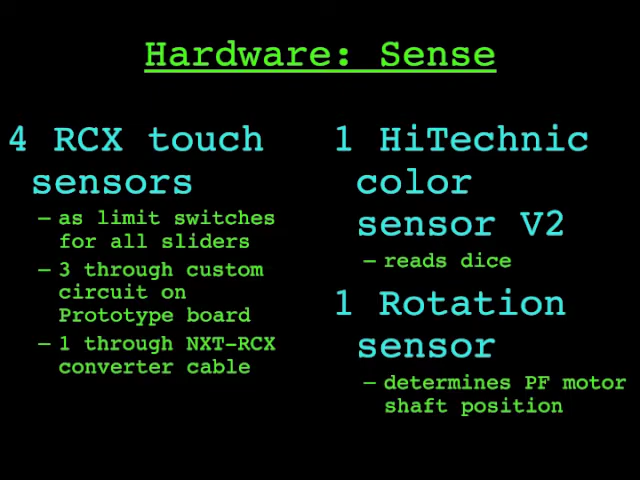 Hardware: Sense
4 RCX touch
sensors
– as limit switches
for all sliders
– 3 through custom
circuit on
Prototype board
– 1 through NXT–RCX
converter cable
1 HiTechnic
color
sensor V2
– reads dice
1 Rotation
sensor
– determines PF motor
shaft position